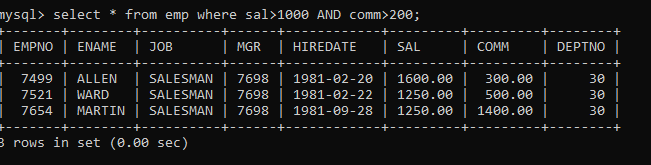 mysql> select * from emp where sal>1000 AND comm>200;
+-------+--------+----------+------+------------+---------+---------+--------+
| EMPNO | ENAME | JOB | MGR | HIREDATE | SAL | COMM | DEPTNO |
+-------+--------+----------+------+------------+---------+---------+--------+
| 7499 | ALLEN | SALESMAN | 7698 | 1981-02-20 | 1600.00 | 300.00 | 30 |
| 7521 | WARD | SALESMAN | 7698 | 1981-02-22 | 1250.00 | 500.00 | 30 |
| 7654 | MARTIN | SALESMAN | 7698 | 1981-09-28 | 1250.00 | 1400.00 | 30 |
+-------+--------+----------+------+------------+---------+---------+--------+
3 rows in set (0.00 sec)